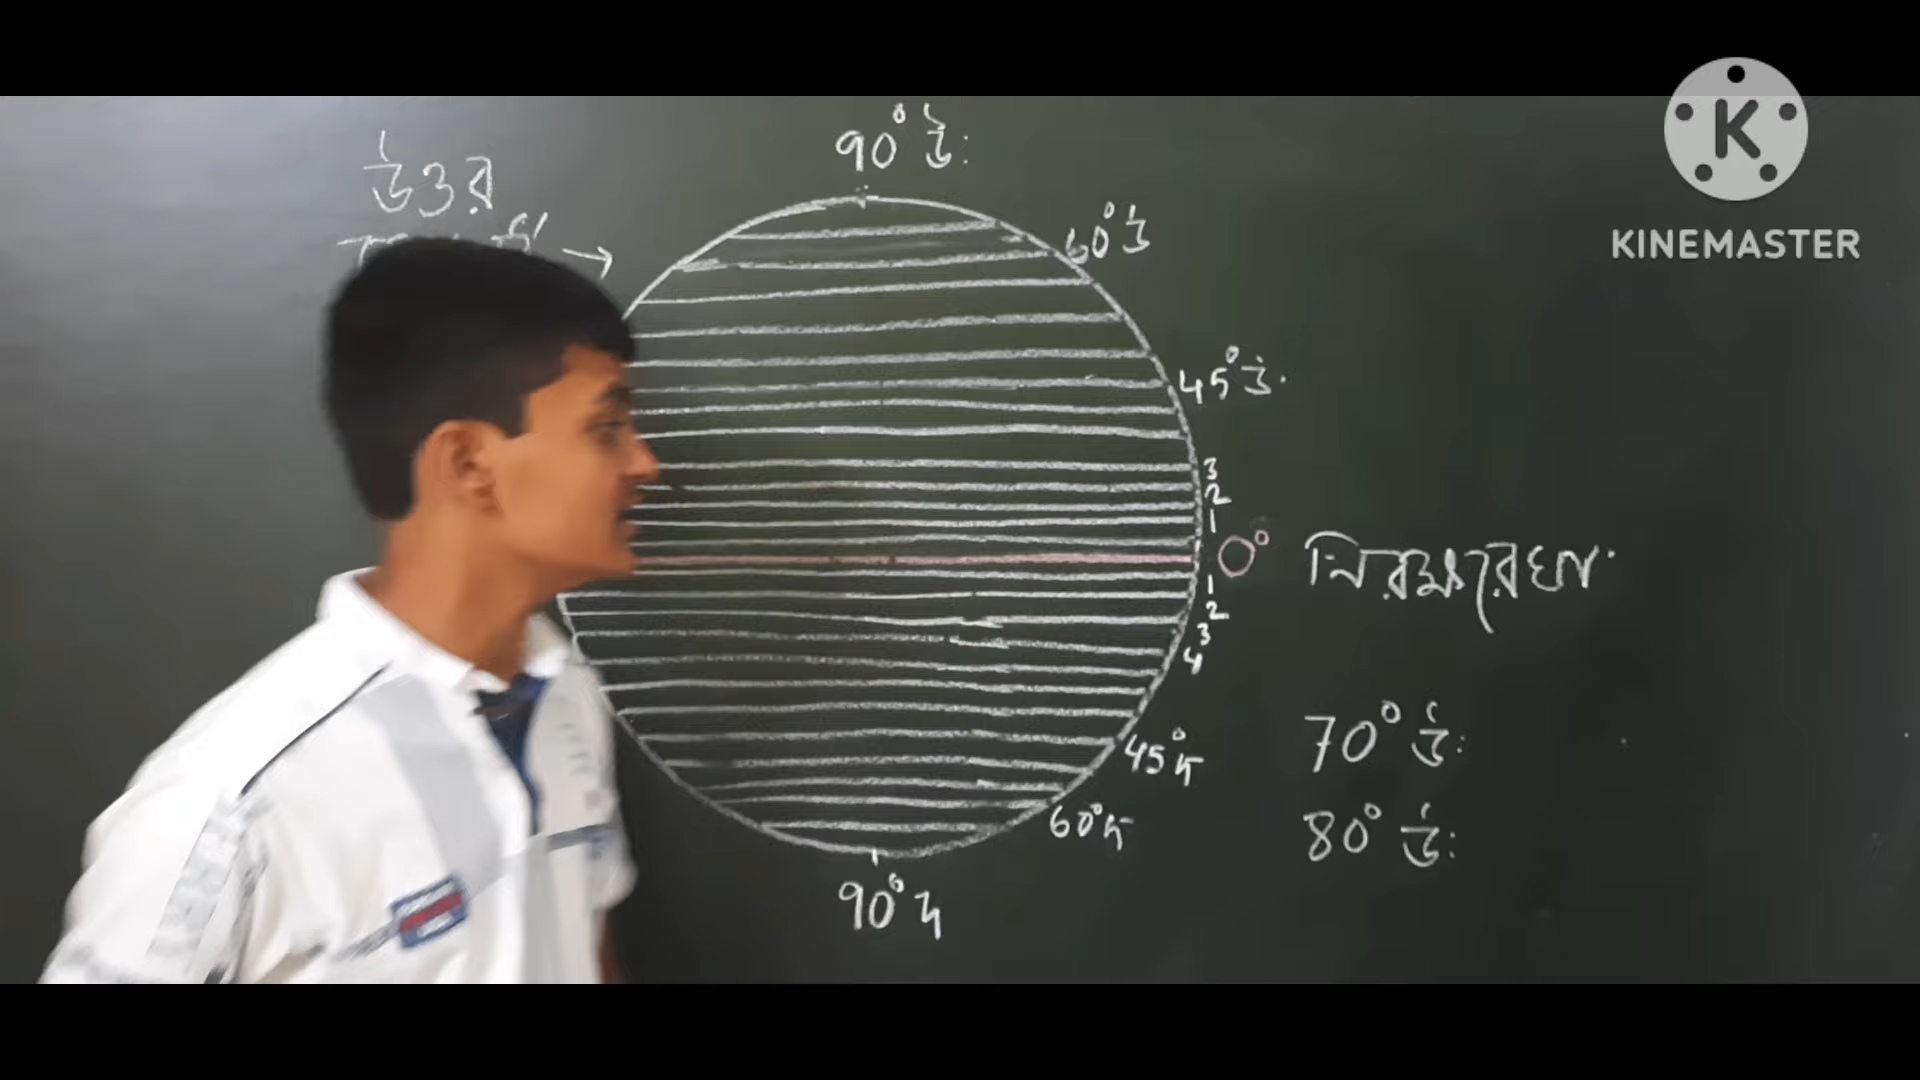 90° উঃ
উত্তর
60° উ
45° উঃ
3
2
1
0° নিরক্ষরেখা
1
2
3
4
70° উঃ
45° দ
80° উঃ
60° দ
90° দ
K
KINEMASTER